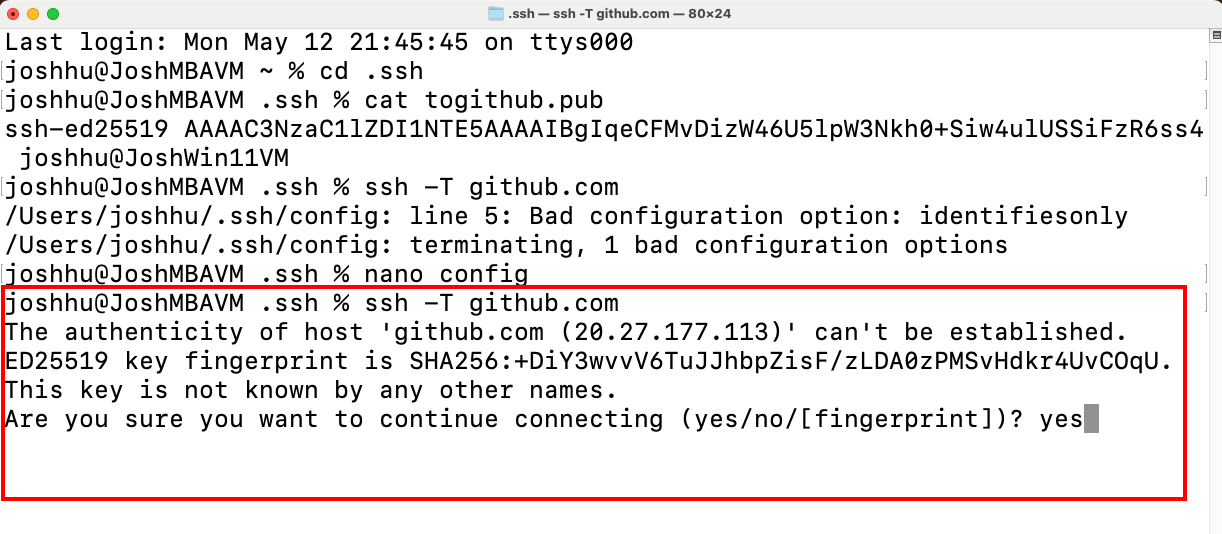 .ssh — ssh -T github.com — 80×24
Last login: Mon May 12 21:45:45 on ttys000
joshhu@JoshMBAVM ~ % cd .ssh
joshhu@JoshMBAVM .ssh % cat togithub.pub
ssh-ed25519 AAAAC3NzaC1lZDI1NTE5AAAAIBgIqeCFMvDizW46U5lpW3Nkh0+Siw4ulUSSiFzR6ss4
joshhu@JoshWin11VM
joshhu@JoshMBAVM .ssh % ssh -T github.com
/Users/joshhu/.ssh/config: line 5: Bad configuration option: identifiesonly
/Users/joshhu/.ssh/config: terminating, 1 bad configuration options
joshhu@JoshMBAVM .ssh % nano config
joshhu@JoshMBAVM .ssh % ssh -T github.com
The authenticity of host 'github.com (20.27.177.113)' can't be established.
ED25519 key fingerprint is SHA256:+DiY3wvvV6TuJJhbpZisF/zLDA0zPMSvHdkr4UvCOqU.
This key is not known by any other names.
Are you sure you want to continue connecting (yes/no/[fingerprint])? yes